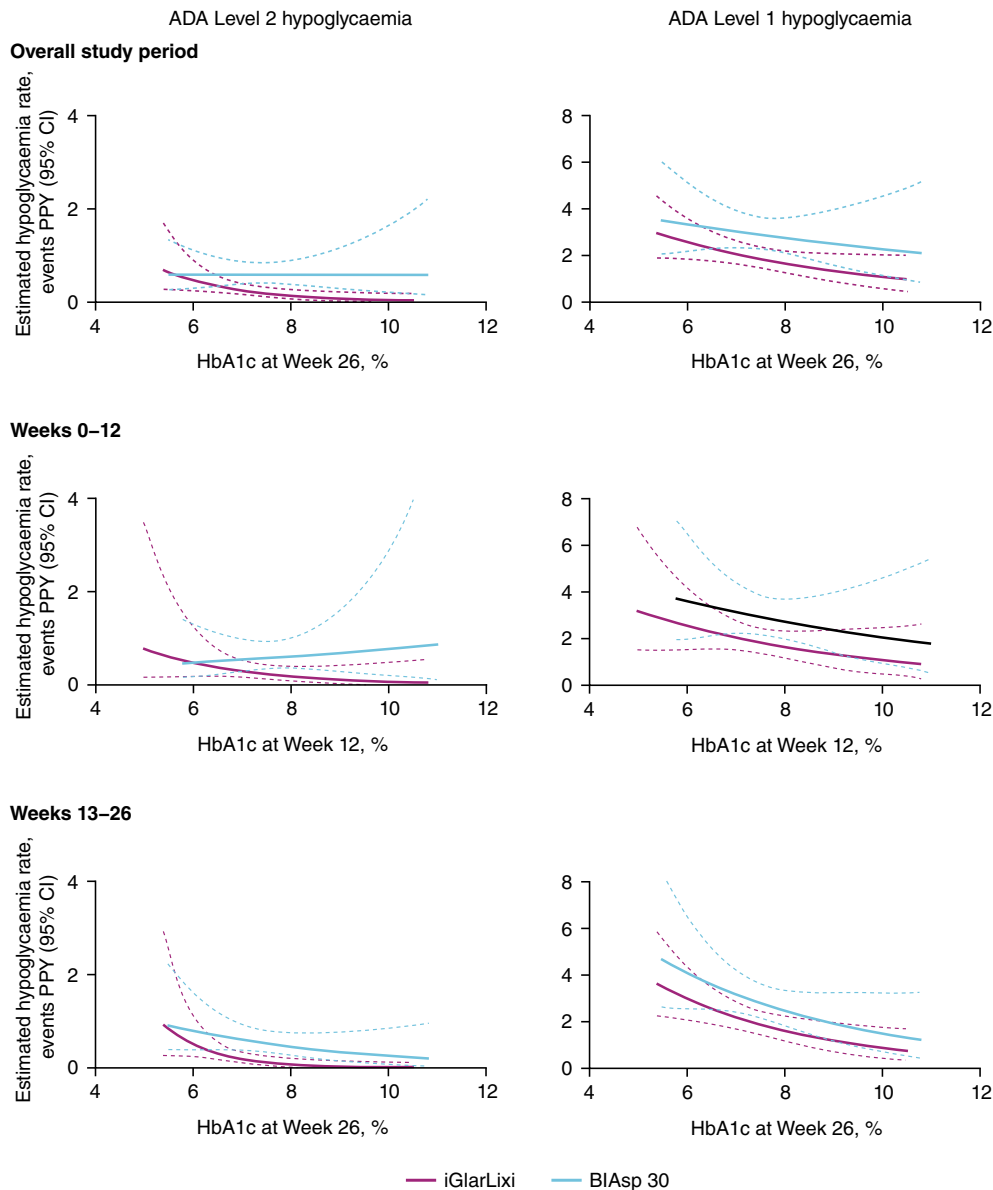 ADA Level 2 hypoglycaemia
ADA Level 1 hypoglycaemia
Overall study period
Estimated hypoglycaemia rate,
events PPY (95% CI)
4
2
0
4 6 8 10 12
HbA1c at Week 26, %
8
6
4
2
0
4 6 8 10 12
HbA1c at Week 26, %
Weeks 0–12
Estimated hypoglycaemia rate,
events PPY (95% CI)
4
2
0
4 6 8 10 12
HbA1c at Week 12, %
8
6
4
2
0
4 6 8 10 12
HbA1c at Week 12, %
Weeks 13–26
Estimated hypoglycaemia rate,
events PPY (95% CI)
4
2
0
4 6 8 10 12
HbA1c at Week 26, %
8
6
4
2
0
4 6 8 10 12
HbA1c at Week 26, %
iGlarLixi BIAsp 30